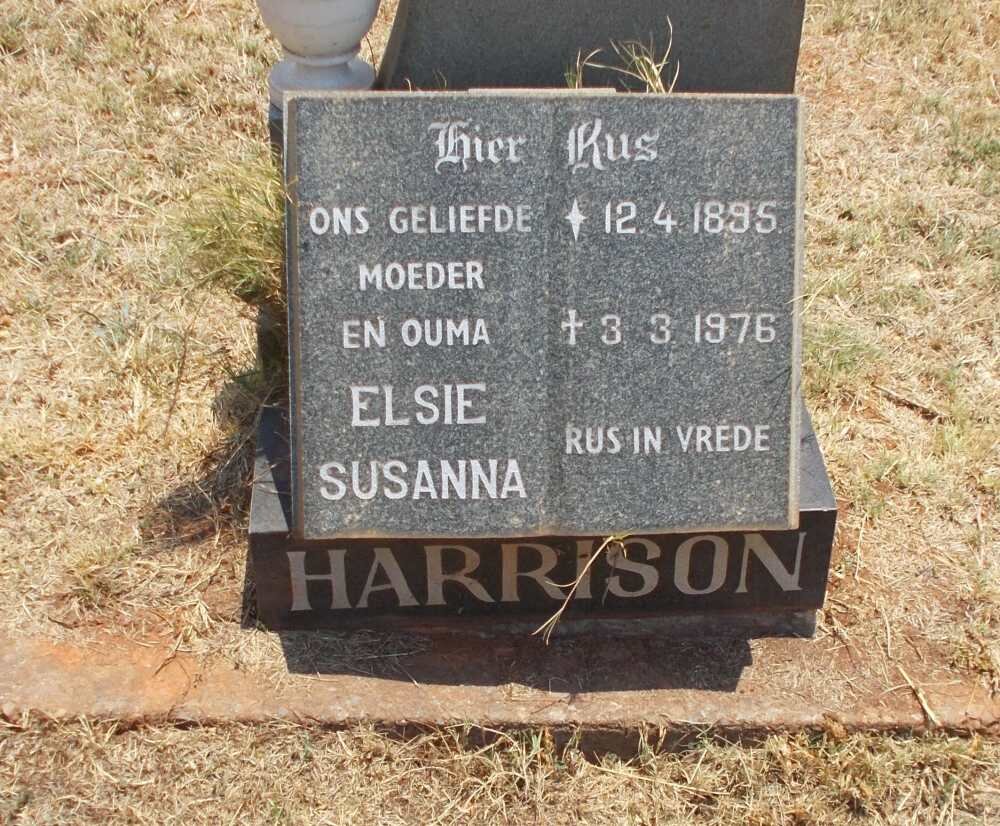 Hier Rus
ONS GELIEFDE
MOEDER
EN OUMA
ELSIE
SUSANNA
12. 4. 1895.
✝ 3. 3. 1976
RUS IN VREDE
HARRISON